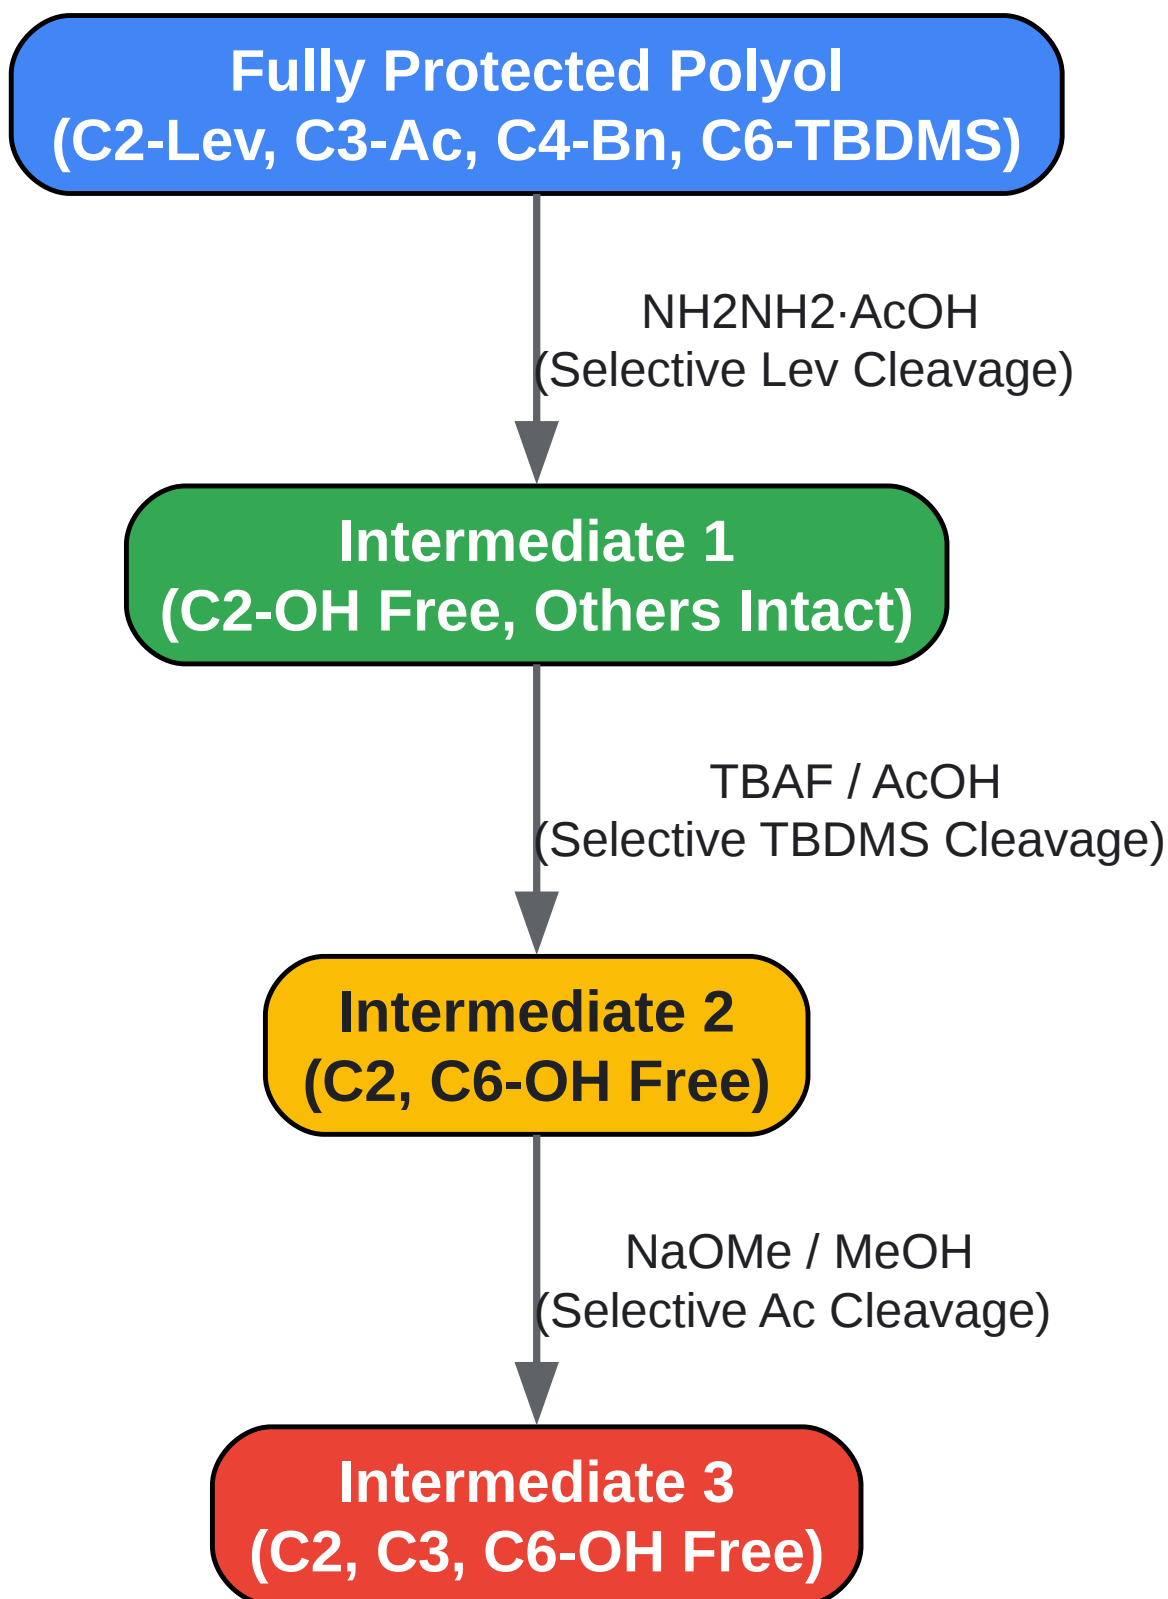 Fully Protected Polyol
(C2-Lev, C3-Ac, C4-Bn, C6-TBDMS)
NH2NH2·AcOH
(Selective Lev Cleavage)
Intermediate 1
(C2-OH Free, Others Intact)
TBAF / AcOH
(Selective TBDMS Cleavage)
Intermediate 2
(C2, C6-OH Free)
NaOMe / MeOH
(Selective Ac Cleavage)
Intermediate 3
(C2, C3, C6-OH Free)